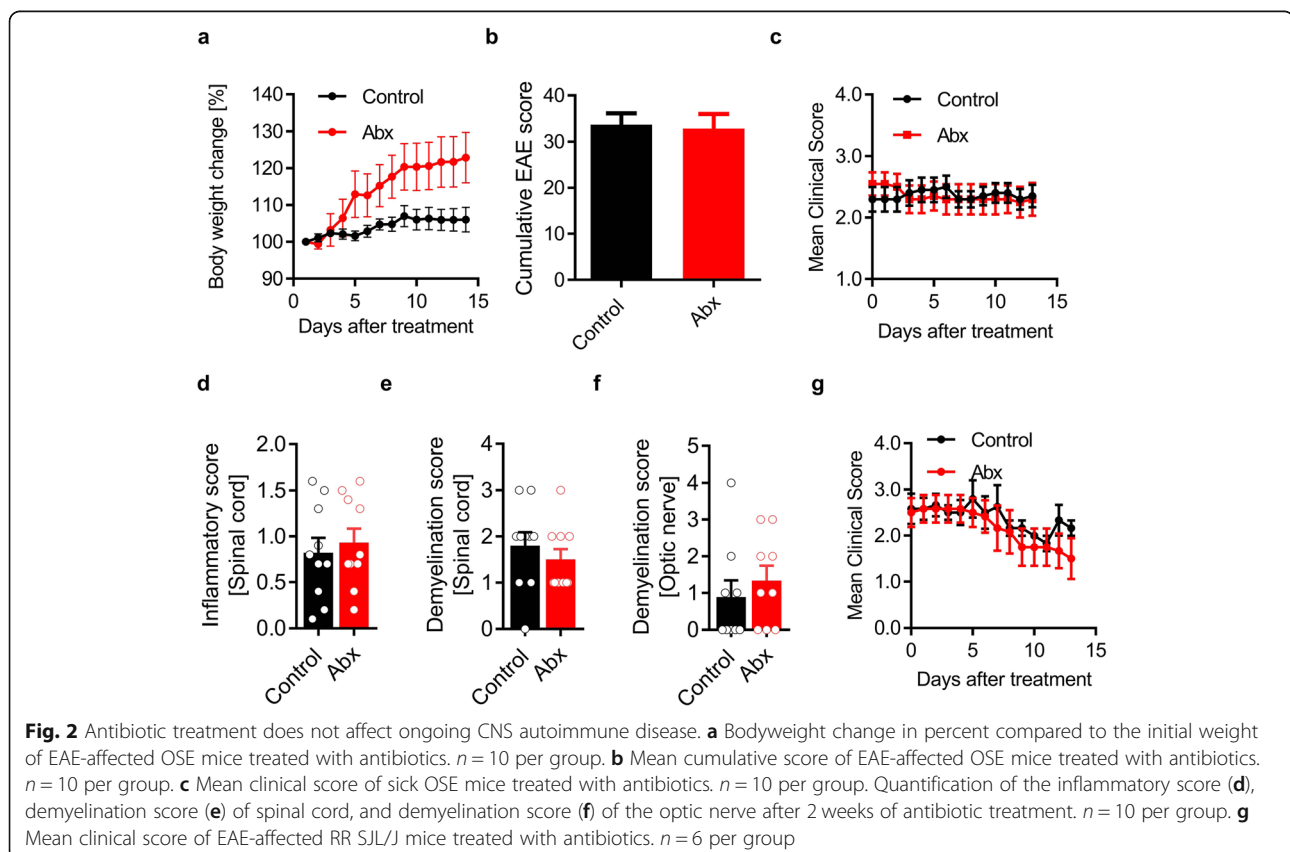 a
b
c
Body weight change [%]
140
130
120
110
100
90
0
5
10
15
Days after treatment
Control
Abx
Cumulative EAE score
40
30
20
10
0
Control
Abx
Mean Clinical Score
4.0
3.0
2.0
1.0
0
5
10
15
Days after treatment
Control
Abx
d
e
f
g
Inflammatory score
[Spinal cord]
2.0
1.5
1.0
0.5
0.0
Control
Abx
Demyelination score
[Spinal cord]
4
3
2
1
0
Control
Abx
Demyelination score
[Optic nerve]
5
4
3
2
1
0
Control
Abx
Mean Clinical Score
4.0
3.0
2.0
1.0
0.0
0
5
10
15
Days after treatment
Control
Abx
Fig. 2 Antibiotic treatment does not affect ongoing CNS autoimmune disease. a Bodyweight change in percent compared to the initial weight
of EAE-affected OSE mice treated with antibiotics. n = 10 per group. b Mean cumulative score of EAE-affected OSE mice treated with antibiotics.
n = 10 per group. c Mean clinical score of sick OSE mice treated with antibiotics. n = 10 per group. Quantification of the inflammatory score (d),
demyelination score (e) of spinal cord, and demyelination score (f) of the optic nerve after 2 weeks of antibiotic treatment. n = 10 per group. g
Mean clinical score of EAE-affected RR SJL/J mice treated with antibiotics. n = 6 per group